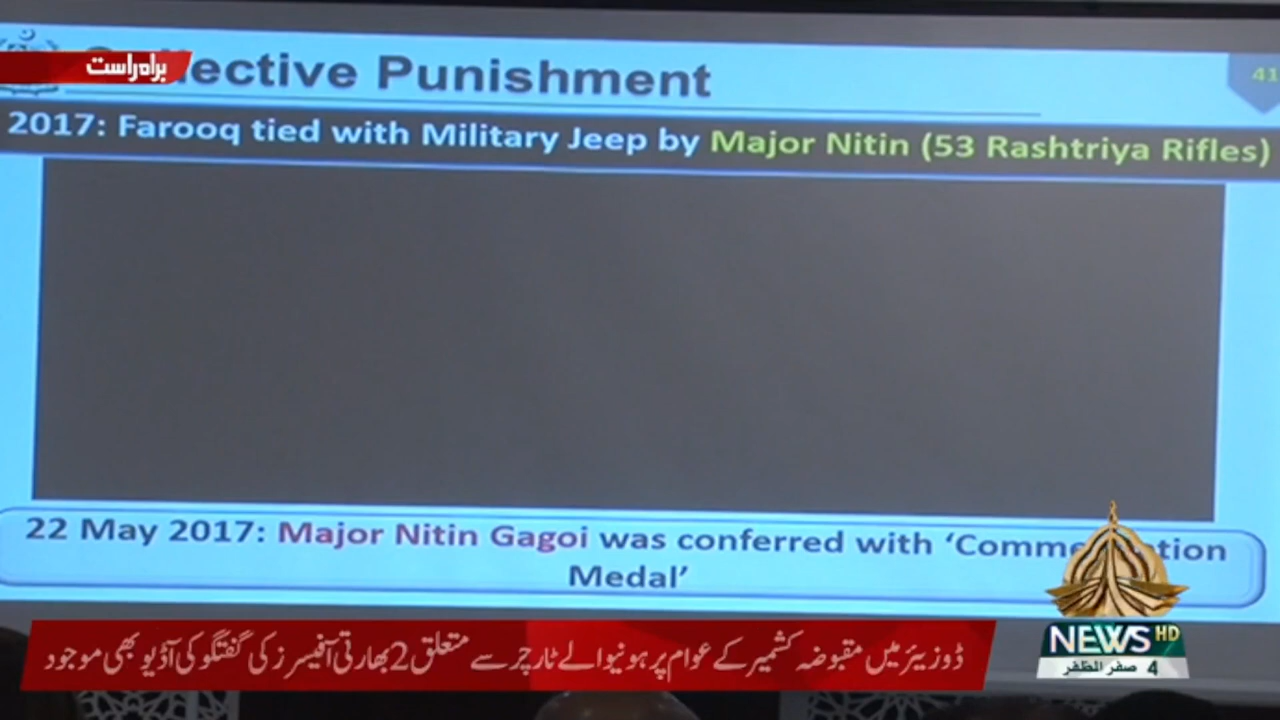 براہ راست
lective Punishment
41
2017: Farooq tied with Military Jeep by Major Nitin (53 Rashtriya Rifles)
22 May 2017: Major Nitin Gagoi was conferred with ‘Comme tion
Medal’
ڈوزیئر میں مقبوضہ کشمیر کے عوام پر ہونیوالے ٹارچر سے متعلق 2 بھارتی آفیسرز کی گفتگو کی آڈیو بھی موجود
NEWS HD
4 صفر المظفر